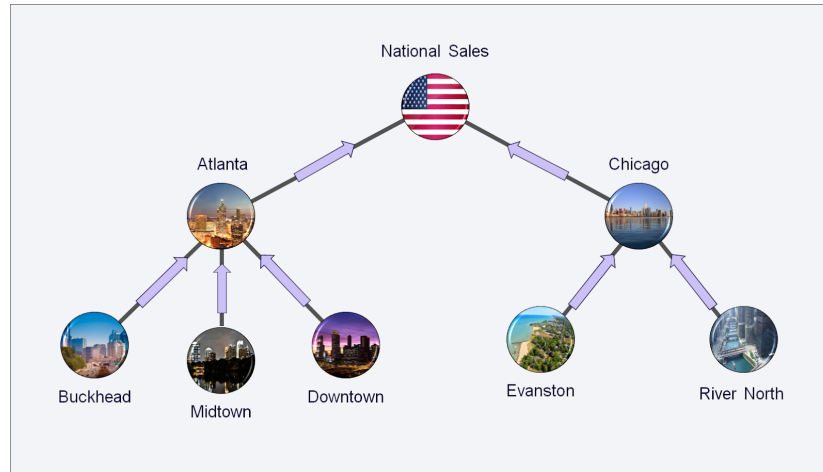 National Sales
Atlanta
Chicago
Buckhead
Midtown
Downtown
Evanston
River North